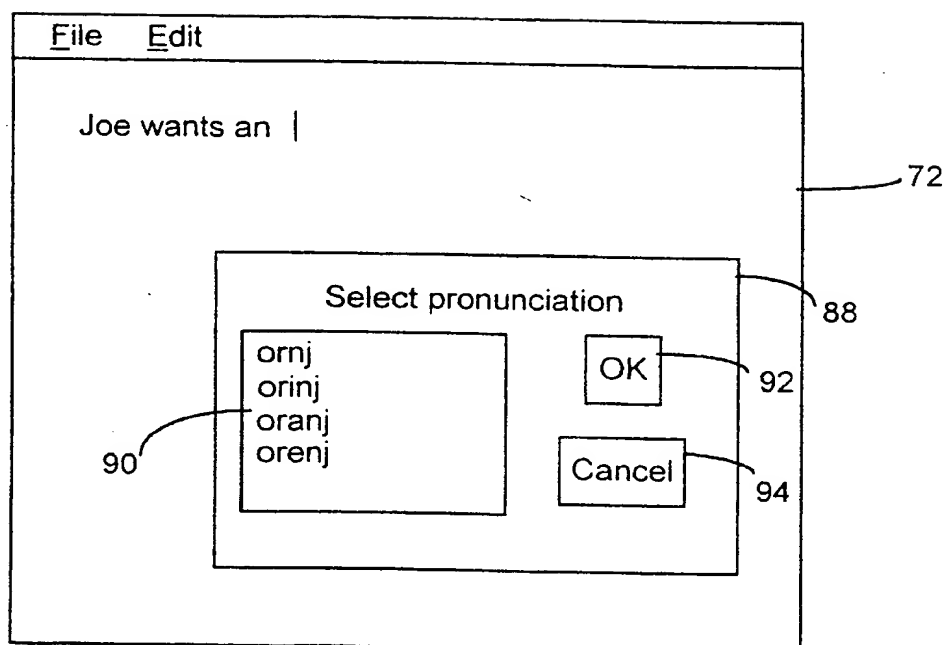 File Edit
Joe wants an
72
Select pronunciation
88
ornj
orinj
oranj
orenj
90
OK
92
Cancel
94